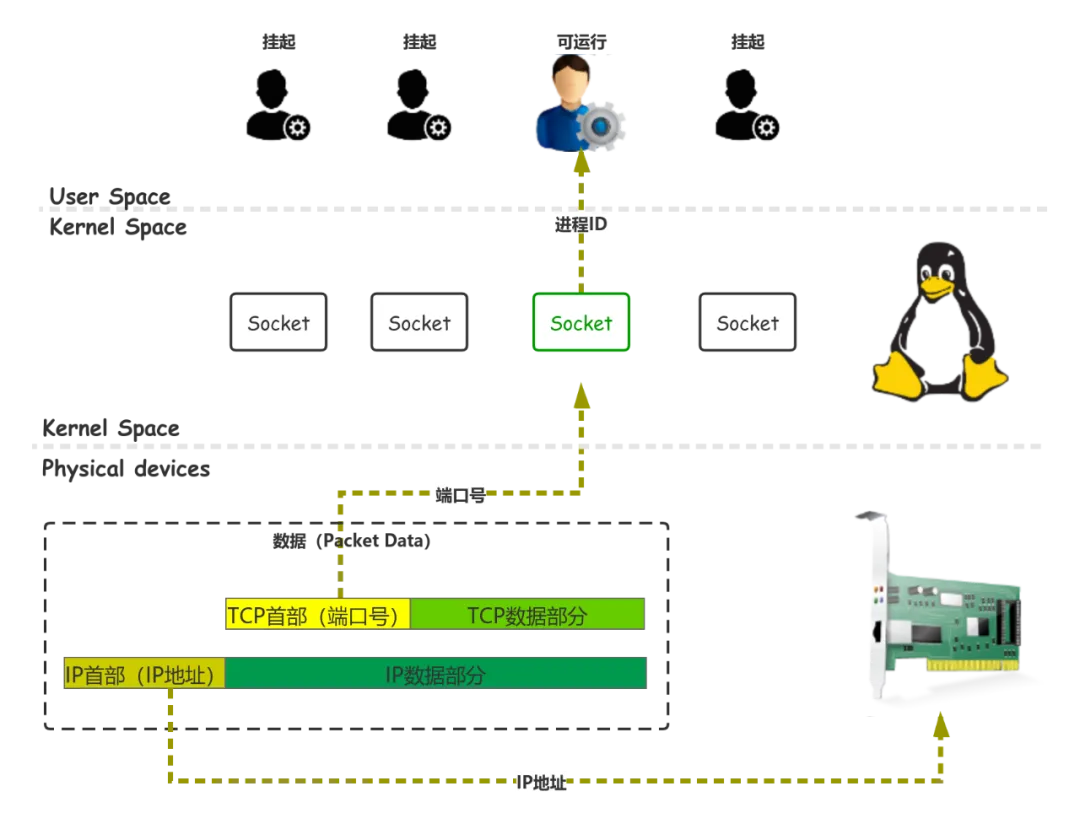 挂起
挂起
可运行
挂起
User Space
Kernel Space
进程ID
Socket
Socket
Socket
Socket
Kernel Space
Physical devices
端口号
数据（Packet Data）
TCP首部（端口号）
TCP数据部分
IP首部（IP地址）
IP数据部分
IP地址